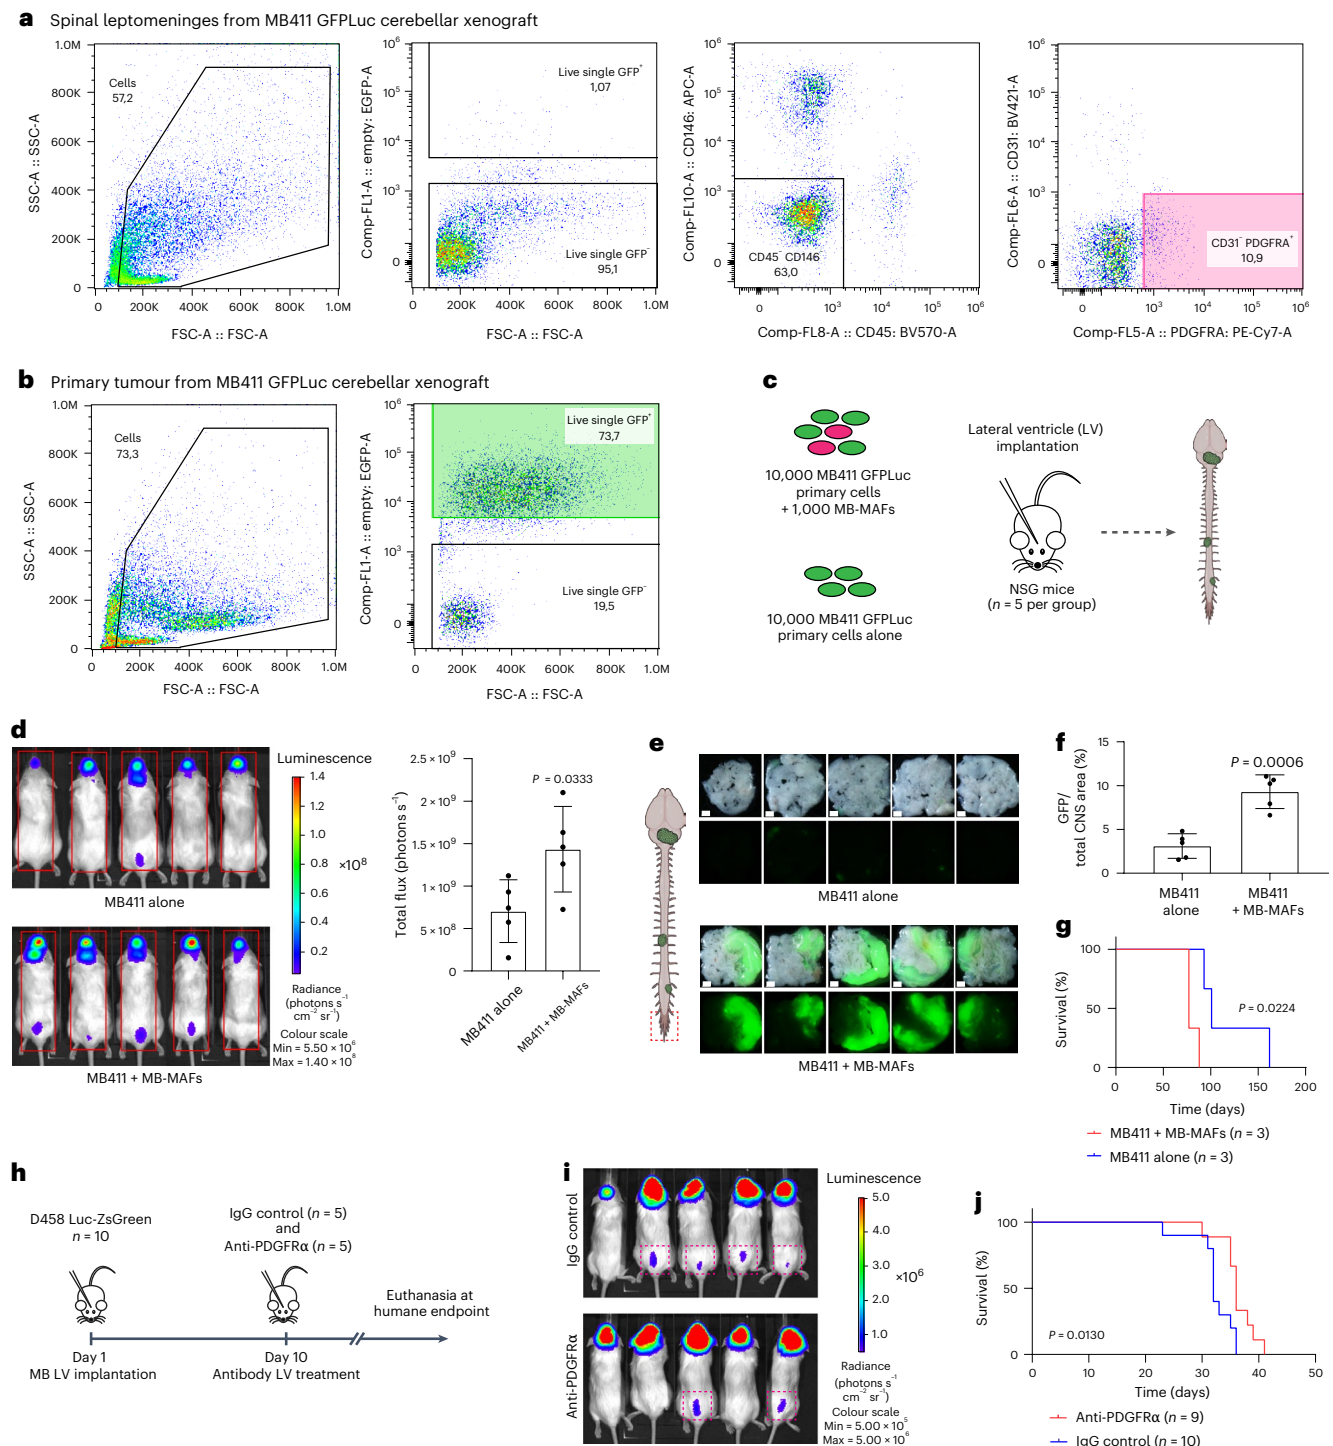 a Spinal leptomeninges from MB411 GFPLuc cerebellar xenograft
1.0M
800K
600K
400K
200K
0
SSC-A :: SSC-A
Cells
57,2
200K 400K 600K 800K 1.0M
FSC-A :: FSC-A
10⁶
10⁵
10⁴
10³
0
Comp-FL1-A :: empty: EGFP-A
Live single GFP⁺
1,07
Live single GFP⁻
95,1
200K 400K 600K 800K 1.0M
FSC-A :: FSC-A
10⁶
10⁵
10⁴
10³
0
Comp-FL10-A :: CD146: APC-A
CD45⁻ CD146
63,0
0 10³ 10⁴ 10⁵ 10⁶
Comp-FL8-A :: CD45: BV570-A
10⁶
10⁵
10⁴
10³
0
Comp-FL6-A :: CD31: BV421-A
CD31⁻ PDGFRA⁺
10,9
0 10³ 10⁴ 10⁵ 10⁶
Comp-FL5-A :: PDGFRA: PE-Cy7-A
b Primary tumour from MB411 GFPLuc cerebellar xenograft
1.0M
800K
600K
400K
200K
0
SSC-A :: SSC-A
Cells
73,3
0 200K 400K 600K 800K 1.0M
FSC-A :: FSC-A
10⁶
10⁵
10⁴
10³
0
Comp-FL1-A :: empty: EGFP-A
Live single GFP⁺
73,7
Live single GFP⁻
19,5
0 200K 400K 600K 800K 1.0M
FSC-A :: FSC-A
c
10,000 MB411 GFPLuc
primary cells
+ 1,000 MB-MAFs
10,000 MB411 GFPLuc
primary cells alone
Lateral ventricle (LV)
implantation
NSG mice
(n = 5 per group)
d
MB411 alone
MB411 + MB-MAFs
Luminescence
1.4
1.2
1.0
0.8
0.6
0.4
0.2
×10⁸
Radiance
(photons s⁻¹
cm⁻² sr⁻¹)
Colour scale
Min = 5.50 × 10⁶
Max = 1.40 × 10⁸
Total flux (photons s⁻¹)
2.5 × 10⁹
2 × 10⁹
1.5 × 10⁹
1 × 10⁹
5 × 10⁸
0
P = 0.0333
MB411 alone
MB411 + MB-MAFs
e
MB411 alone
MB411 + MB-MAFs
f
GFP/
total CNS area (%)
15
10
5
0
P = 0.0006
MB411
alone
MB411
+ MB-MAFs
g
Survival (%)
100
50
0
P = 0.0224
0 50 100 150 200
Time (days)
MB411 + MB-MAFs (n = 3)
MB411 alone (n = 3)
h
D458 Luc-ZsGreen
n = 10
IgG control (n = 5)
and
Anti-PDGFRα (n = 5)
Euthanasia at
humane endpoint
Day 1
MB LV implantation
Day 10
Antibody LV treatment
i
IgG control
Anti-PDGFRα
Luminescence
5.0
4.0
3.0
2.0
1.0
×10⁶
Radiance
(photons s⁻¹
cm⁻² sr⁻¹)
Colour scale
Min = 5.00 × 10⁵
Max = 5.00 × 10⁶
j
Survival (%)
100
50
0
P = 0.0130
0 10 20 30 40 50
Time (days)
Anti-PDGFRα (n = 9)
IgG control (n = 10)